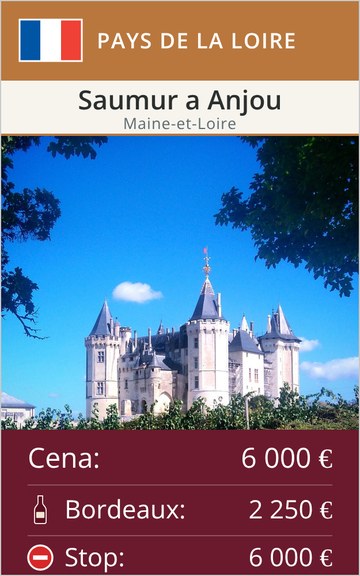 PAYS DE LA LOIRE
Saumur a Anjou
Maine-et-Loire
Cena: 6 000 €
Bordeaux: 2 250 €
Stop: 6 000 €